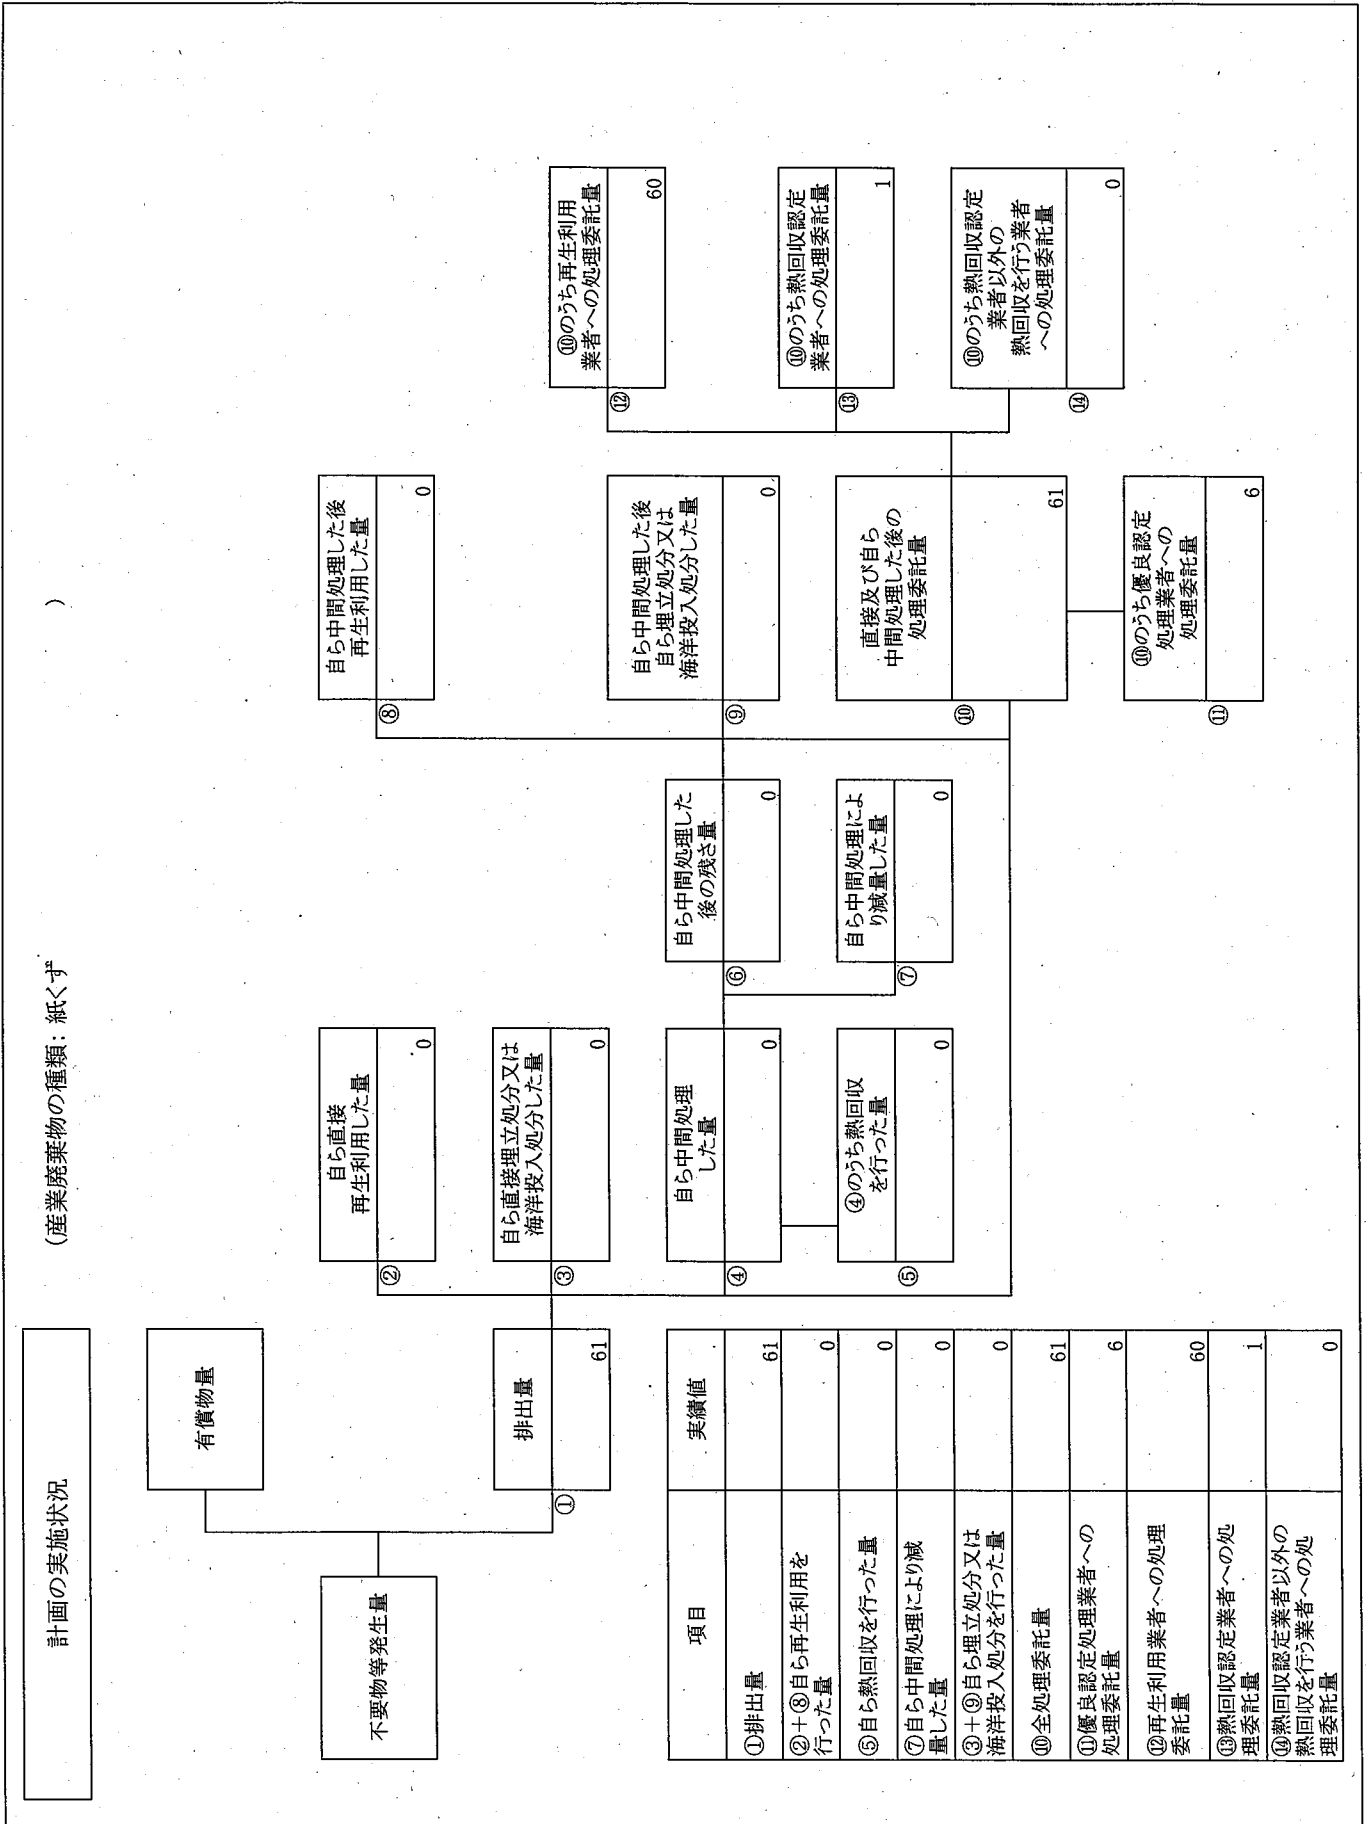 計画の実施状況
(産業廃棄物の種類： 紙くず )
不要物等発生量
有償物量
①
排出量
61
②
自ら直接
再生利用した量
0
③
自ら直接埋立処分又は
海洋投入処分した量
0
④
自ら中間処理
した量
0
⑤
④のうち熱回収
を行った量
0
⑥
自ら中間処理した
後の残さ量
0
⑦
自ら中間処理によ
り減量した量
0
⑧
自ら中間処理した後
再生利用した量
0
⑨
自ら中間処理した後
自ら埋立処分又は
海洋投入処分した量
0
⑩
直接及び自ら
中間処理した後の
処理委託量
61
⑪
⑩のうち優良認定
処理業者への
処理委託量
6
⑫
⑩のうち再生利用
業者への処理委託量
60
⑬
⑩のうち熱回収認定
業者への処理委託量
1
⑭
⑩のうち熱回収認定
業者以外の
熱回収を行う業者
への処理委託量
0
項目 実績値
①排出量 61
②+⑧自ら再生利用を
行った量 0
⑤自ら熱回収を行った量 0
⑦自ら中間処理により減
量した量 0
③+⑨自ら埋立処分又は
海洋投入処分を行った量 0
⑩全処理委託量 61
⑪優良認定処理業者への
処理委託量 6
⑫再生利用業者への処理
委託量 60
⑬熱回収認定業者への処
理委託量 1
⑭熱回収認定業者以外の
熱回収を行う業者への処
理委託量 0